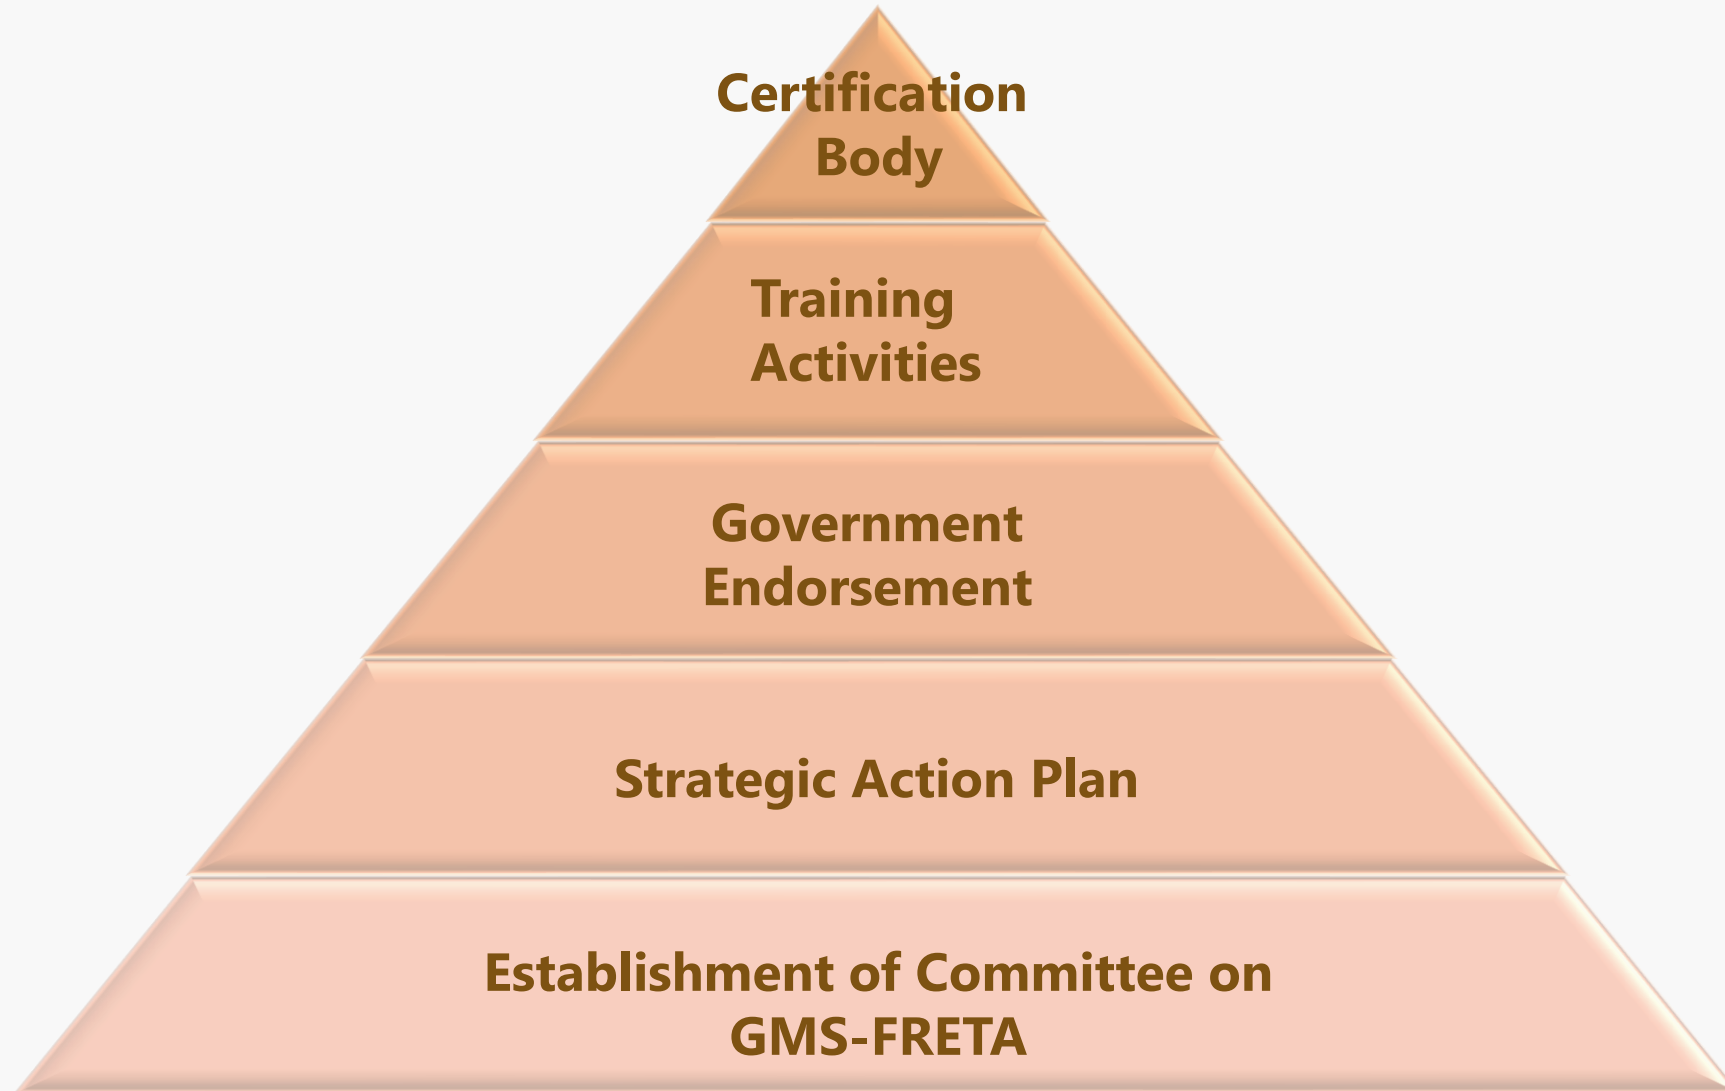 Certification
Body
Training
Activities
Government
Endorsement
Strategic Action Plan
Establishment of Committee on
GMS-FRETA